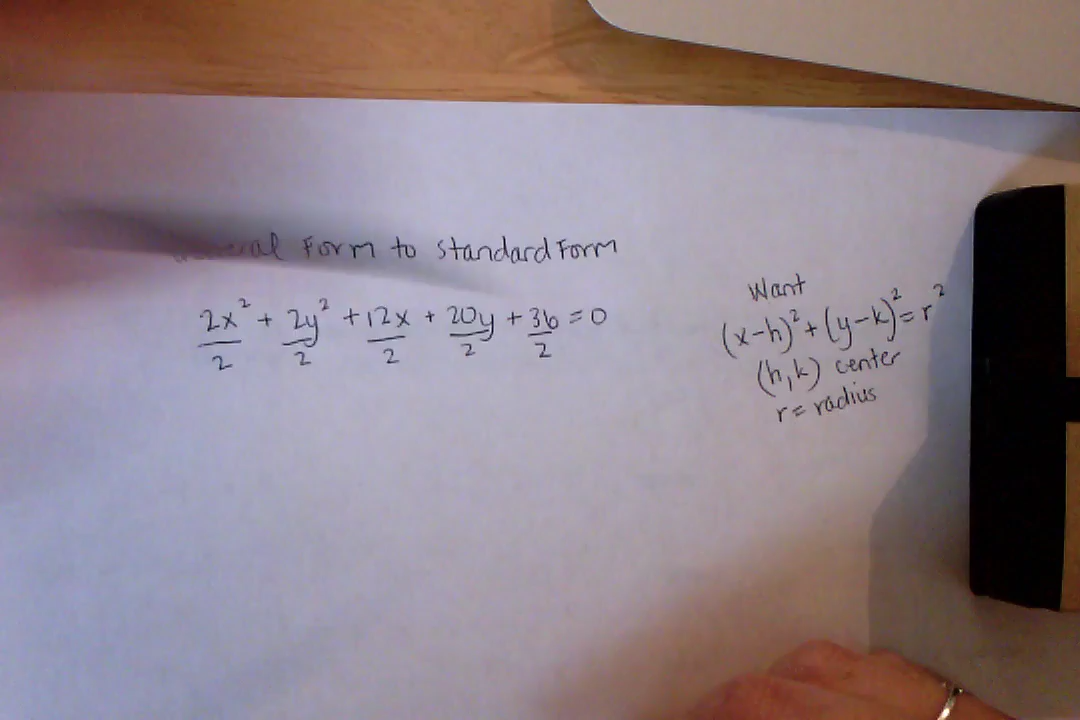 Form to Standard Form
2x² + 2y² + 12x + 20y + 36 = 0
2 2 2 2 2
Want
(x-h)² + (y-k)² = r²
(h,k) center
r = radius